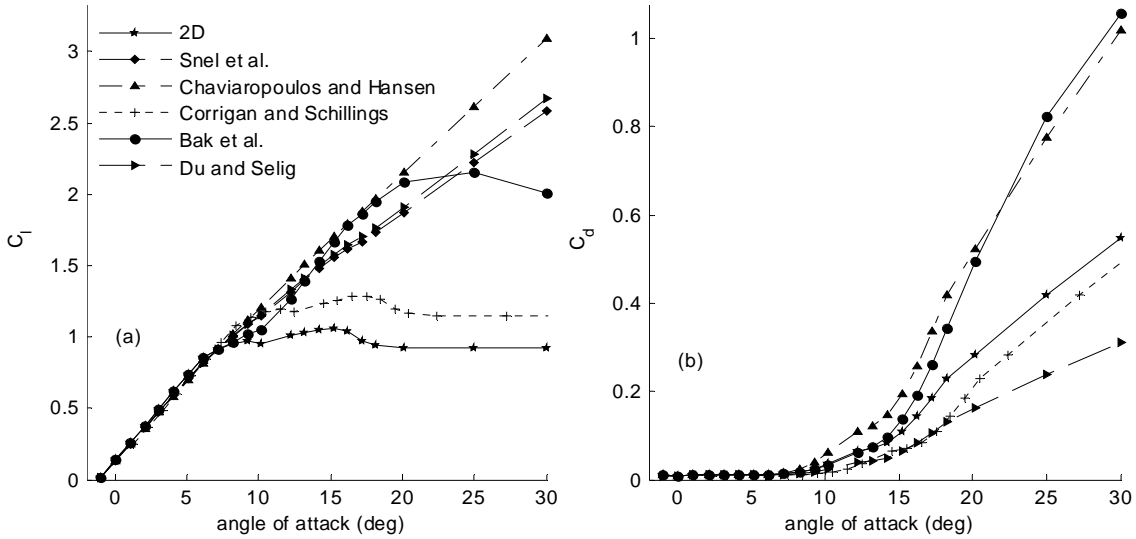 2D
Snel et al.
Chaviaropoulos and Hansen
Corrigan and Schillings
Bak et al.
Du and Selig
3
2.5
2
1.5
1
0.5
0
C_l
(a)
0 5 10 15 20 25 30
angle of attack (deg)
1
0.8
0.6
0.4
0.2
0
C_d
(b)
0 5 10 15 20 25 30
angle of attack (deg)